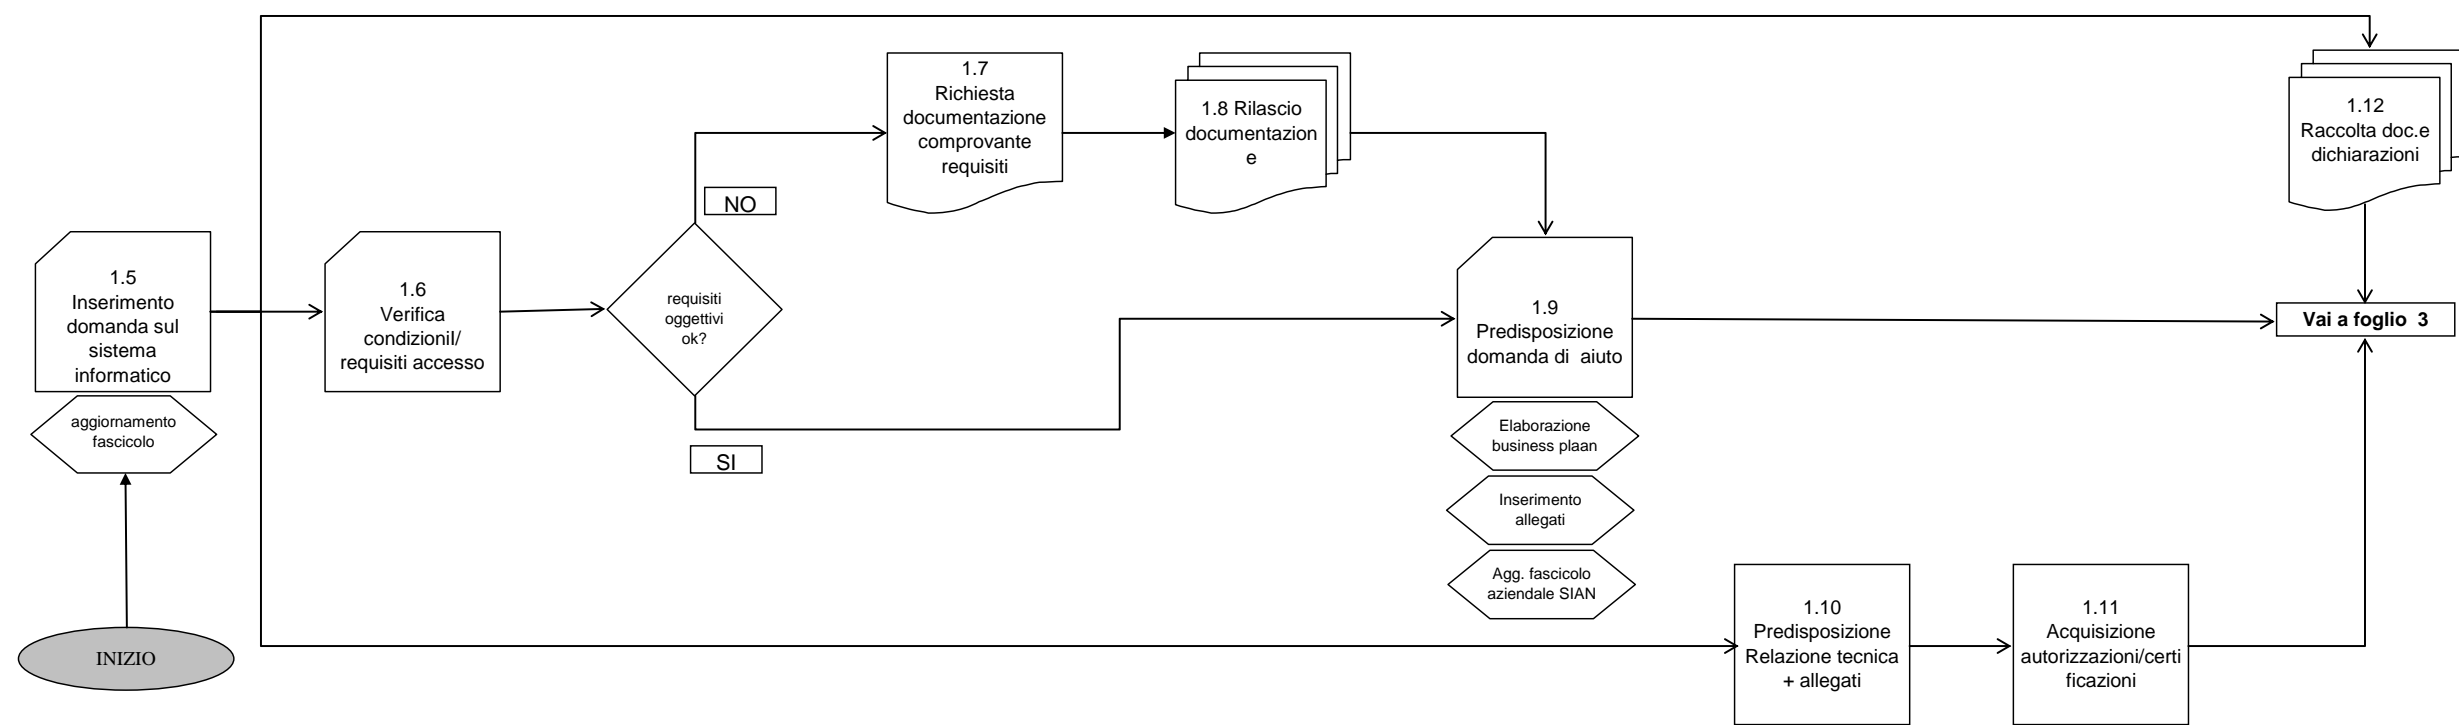 1.5
Inserimento
domanda sul
sistema
informatico
aggiornamento
fascicolo
INIZIO
1.6
Verifica
condizioniI/
requisiti accesso
requisiti
oggettivi
ok?
NO
SI
1.7
Richiesta
documentazione
comprovante
requisiti
1.8 Rilascio
documentazion
e
1.9
Predisposizione
domanda di aiuto
Elaborazione
business plaan
Inserimento
allegati
Agg. fascicolo
aziendale SIAN
1.10
Predisposizione
Relazione tecnica
+ allegati
1.11
Acquisizione
autorizzazioni/certi
ficazioni
1.12
Raccolta doc.e
dichiarazioni
Vai a foglio 3